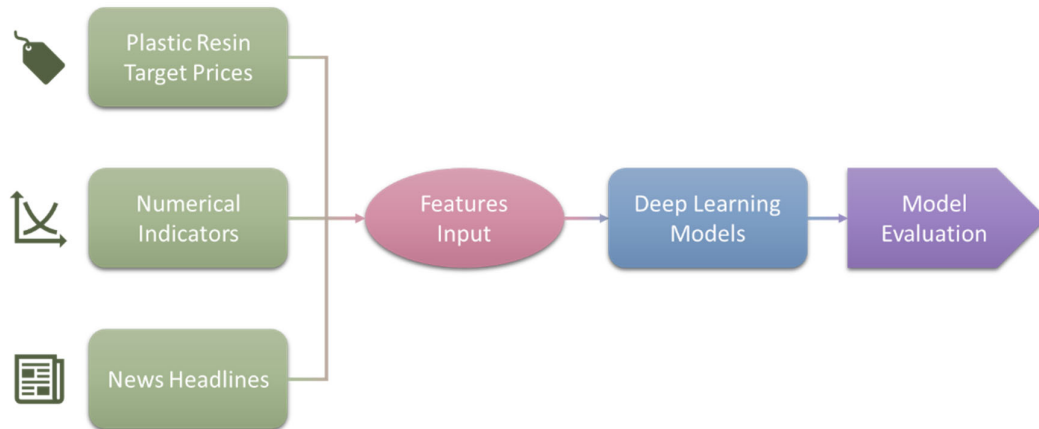 Plastic Resin
Target Prices
Numerical
Indicators
News Headlines
Features
Input
Deep Learning
Models
Model
Evaluation